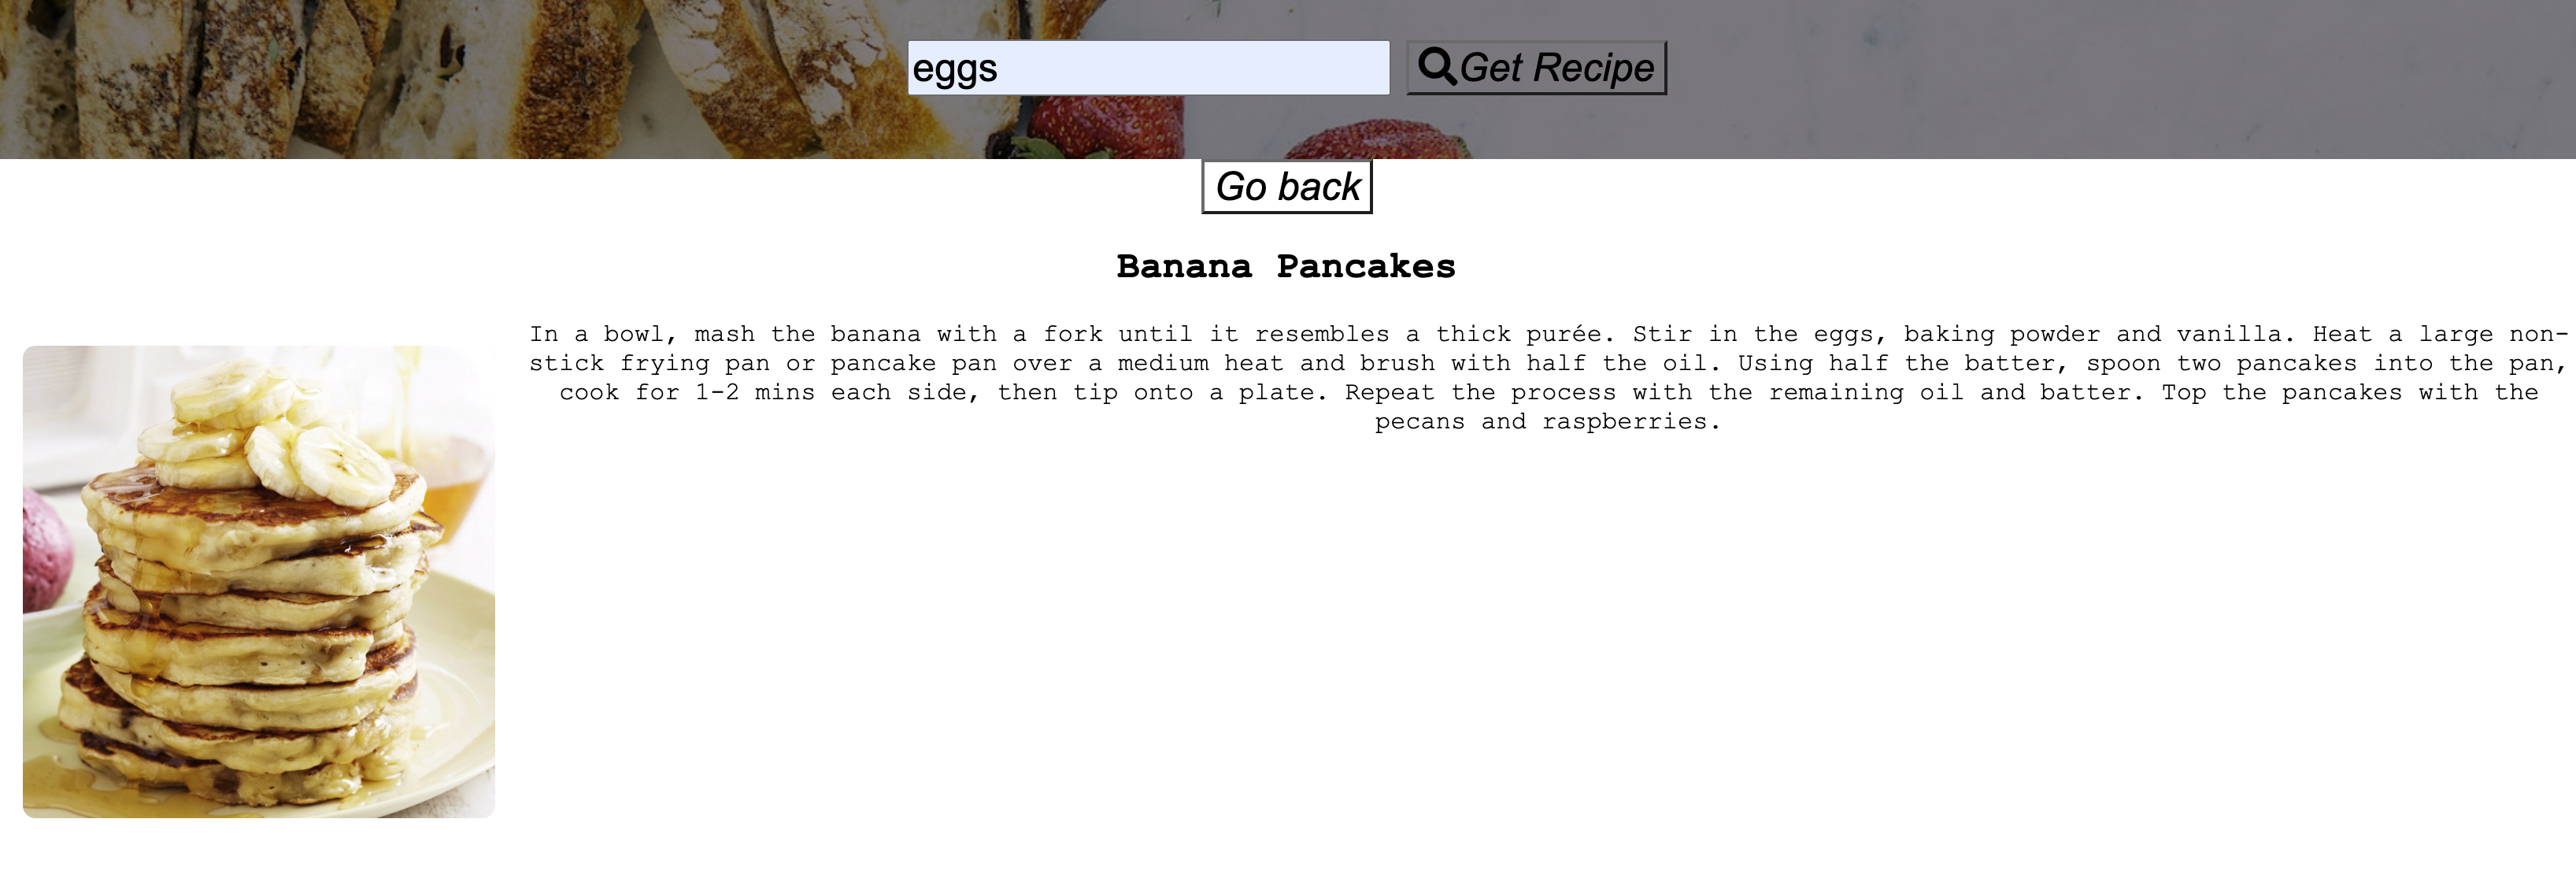 eggs
Get Recipe
Go back
Banana Pancakes
In a bowl, mash the banana with a fork until it resembles a thick purée. Stir in the eggs, baking powder and vanilla. Heat a large non-
stick frying pan or pancake pan over a medium heat and brush with half the oil. Using half the batter, spoon two pancakes into the pan,
cook for 1-2 mins each side, then tip onto a plate. Repeat the process with the remaining oil and batter. Top the pancakes with the
pecans and raspberries.